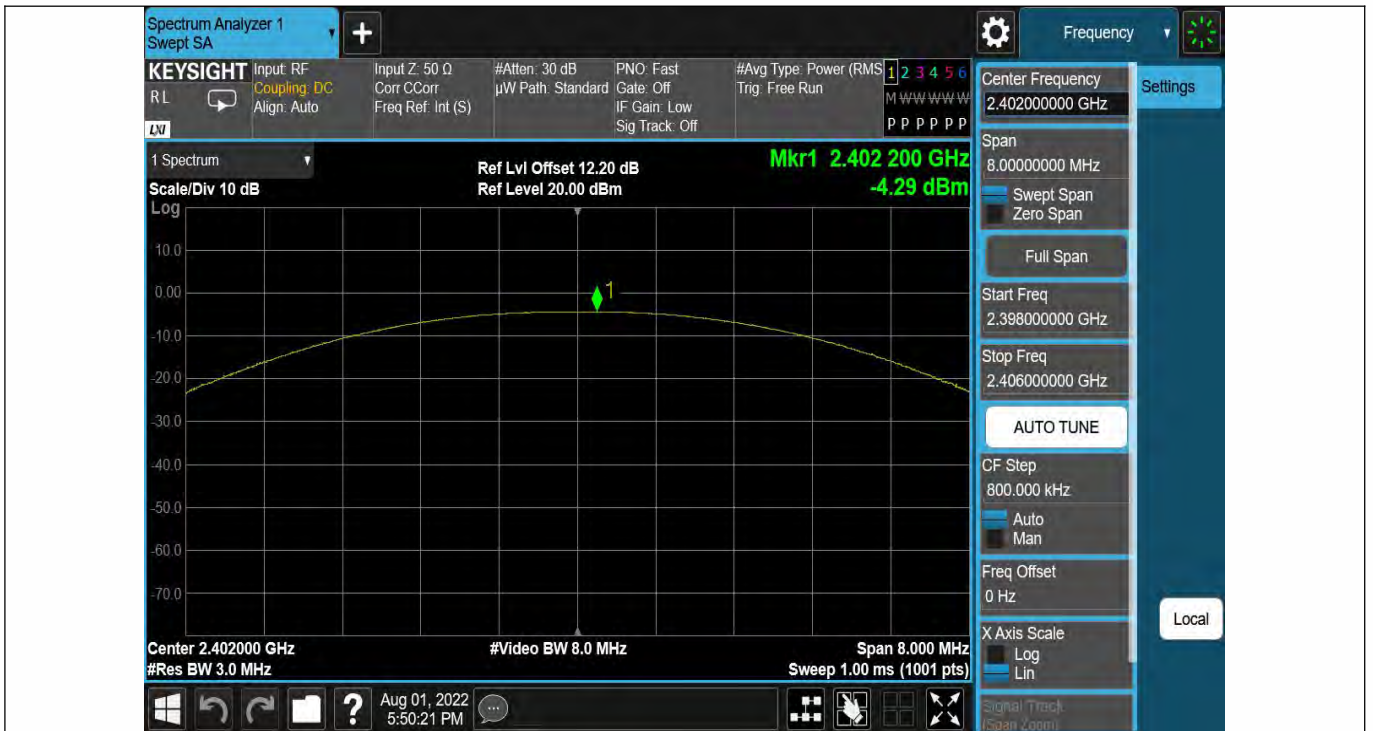 Spectrum Analyzer 1
Swept SA
Frequency
KEYSIGHT
RL
LXI
Input: RF
Coupling: DC
Align: Auto
Input Z: 50 Ω
Corr CCorr
Freq Ref: Int (S)
#Atten: 30 dB
µW Path: Standard
PNO: Fast
Gate: Off
IF Gain: Low
Sig Track: Off
#Avg Type: Power (RMS
Trig: Free Run
1 2 3 4 5 6
M W W W W W
P P P P P P
Center Frequency
2.402000000 GHz
Settings
Span
8.00000000 MHz
Swept Span
Zero Span
Full Span
Start Freq
2.398000000 GHz
Stop Freq
2.406000000 GHz
AUTO TUNE
CF Step
800.000 kHz
Auto
Man
Freq Offset
0 Hz
X Axis Scale
Log
Lin
Signal Track
(Span Zoom)
Local
1 Spectrum
Scale/Div 10 dB
Log
Ref Lvl Offset 12.20 dB
Ref Level 20.00 dBm
Mkr1 2.402 200 GHz
-4.29 dBm
10.0
0.00
1
-10.0
-20.0
-30.0
-40.0
-50.0
-60.0
-70.0
Center 2.402000 GHz
#Video BW 8.0 MHz
Span 8.000 MHz
#Res BW 3.0 MHz
Sweep 1.00 ms (1001 pts)
?
Aug 01, 2022
5:50:21 PM